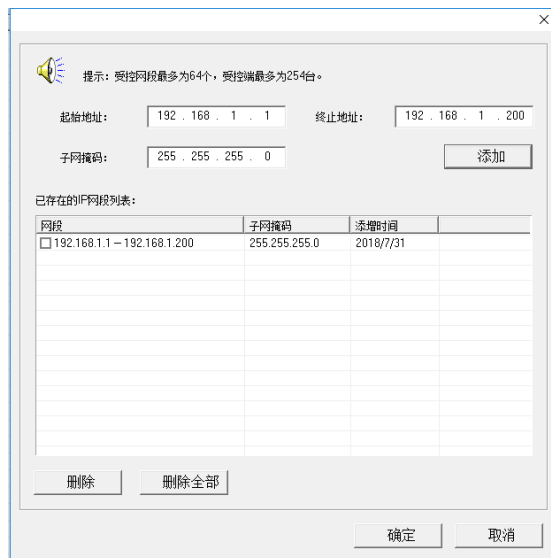 提示：受控网段最多为64个，受控端最多为254台。
起始地址： 192 . 168 . 1 . 1 终止地址： 192 . 168 . 1 . 200
子网掩码： 255 . 255 . 255 . 0 添加
已存在的IP网段列表：
网段 子网掩码 添增时间
192.168.1.1－192.168.1.200 255.255.255.0 2018/7/31
删除 删除全部
确定 取消